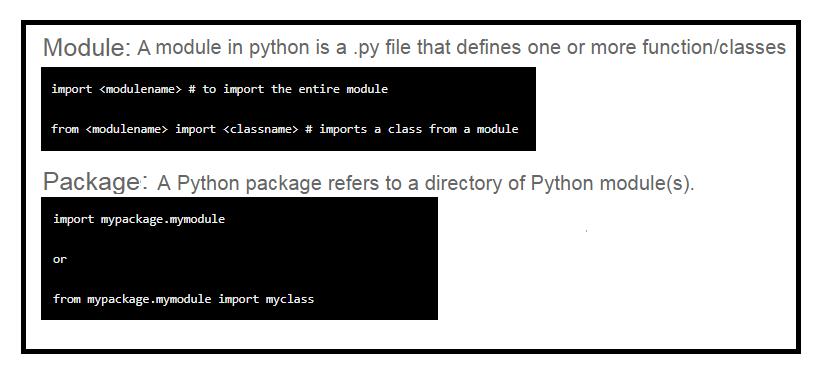 Module: A module in python is a .py file that defines one or more function/classes
import <modulename> # to import the entire module
from <modulename> import <classname> # imports a class from a module
Package: A Python package refers to a directory of Python module(s).
import mypackage.mymodule
or
from mypackage.mymodule import myclass